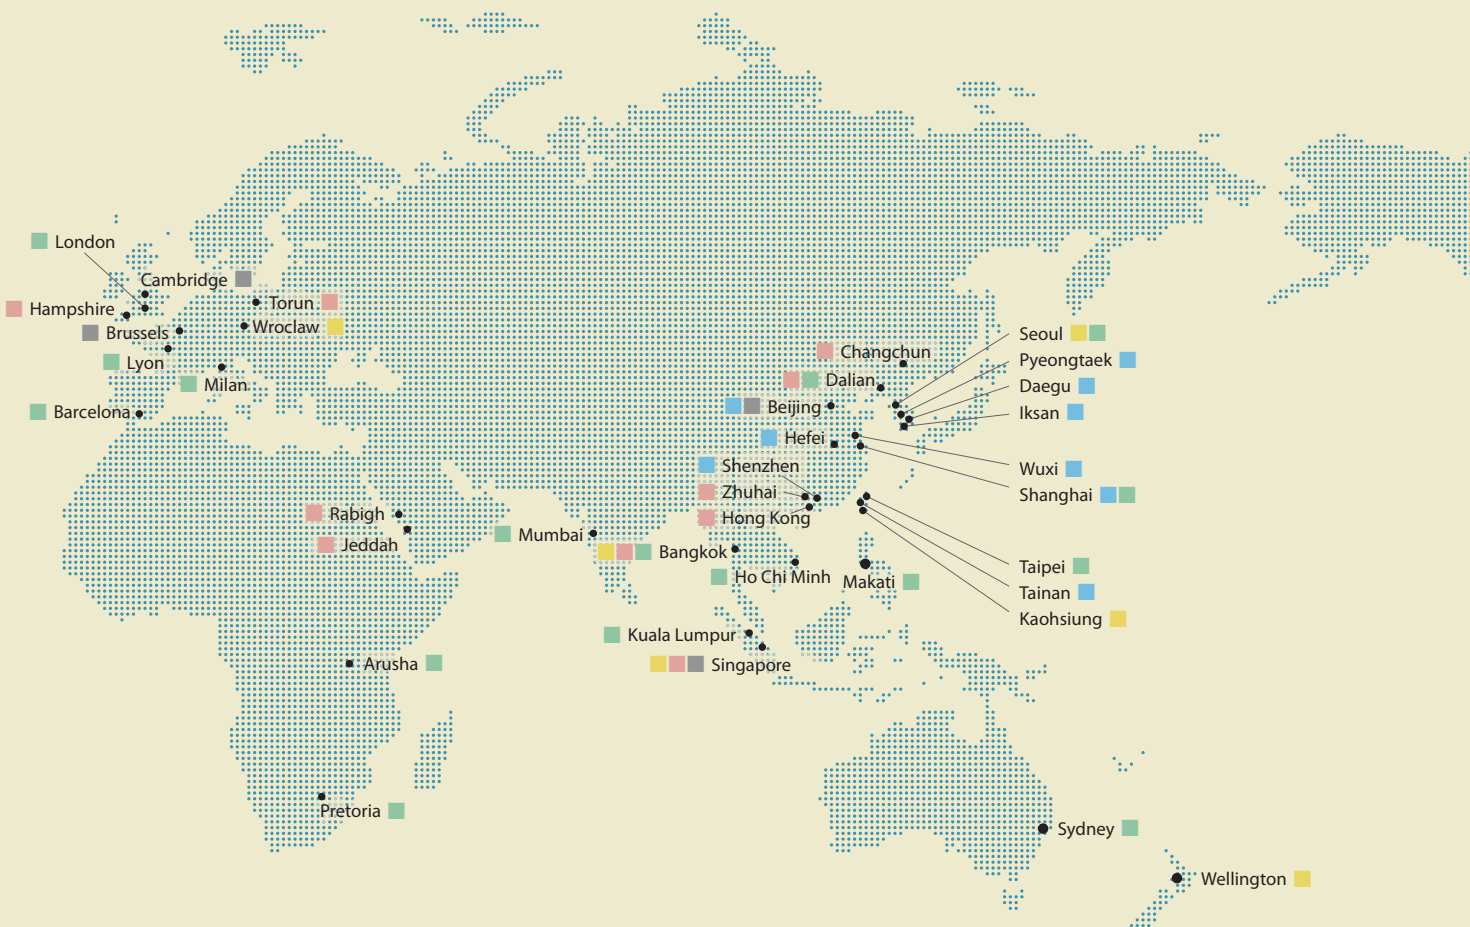 London
Cambridge
Hampshire
Torun
Brussels
Wroclaw
Lyon
Milan
Barcelona
Changchun
Dalian
Beijing
Hefei
Shenzhen
Zhuhai
Hong Kong
Seoul
Pyeongtaek
Daegu
Iksan
Wuxi
Shanghai
Rabigh
Jeddah
Mumbai
Bangkok
Ho Chi Minh
Makati
Taipei
Tainan
Kaohsiung
Kuala Lumpur
Singapore
Arusha
Pretoria
Sydney
Wellington